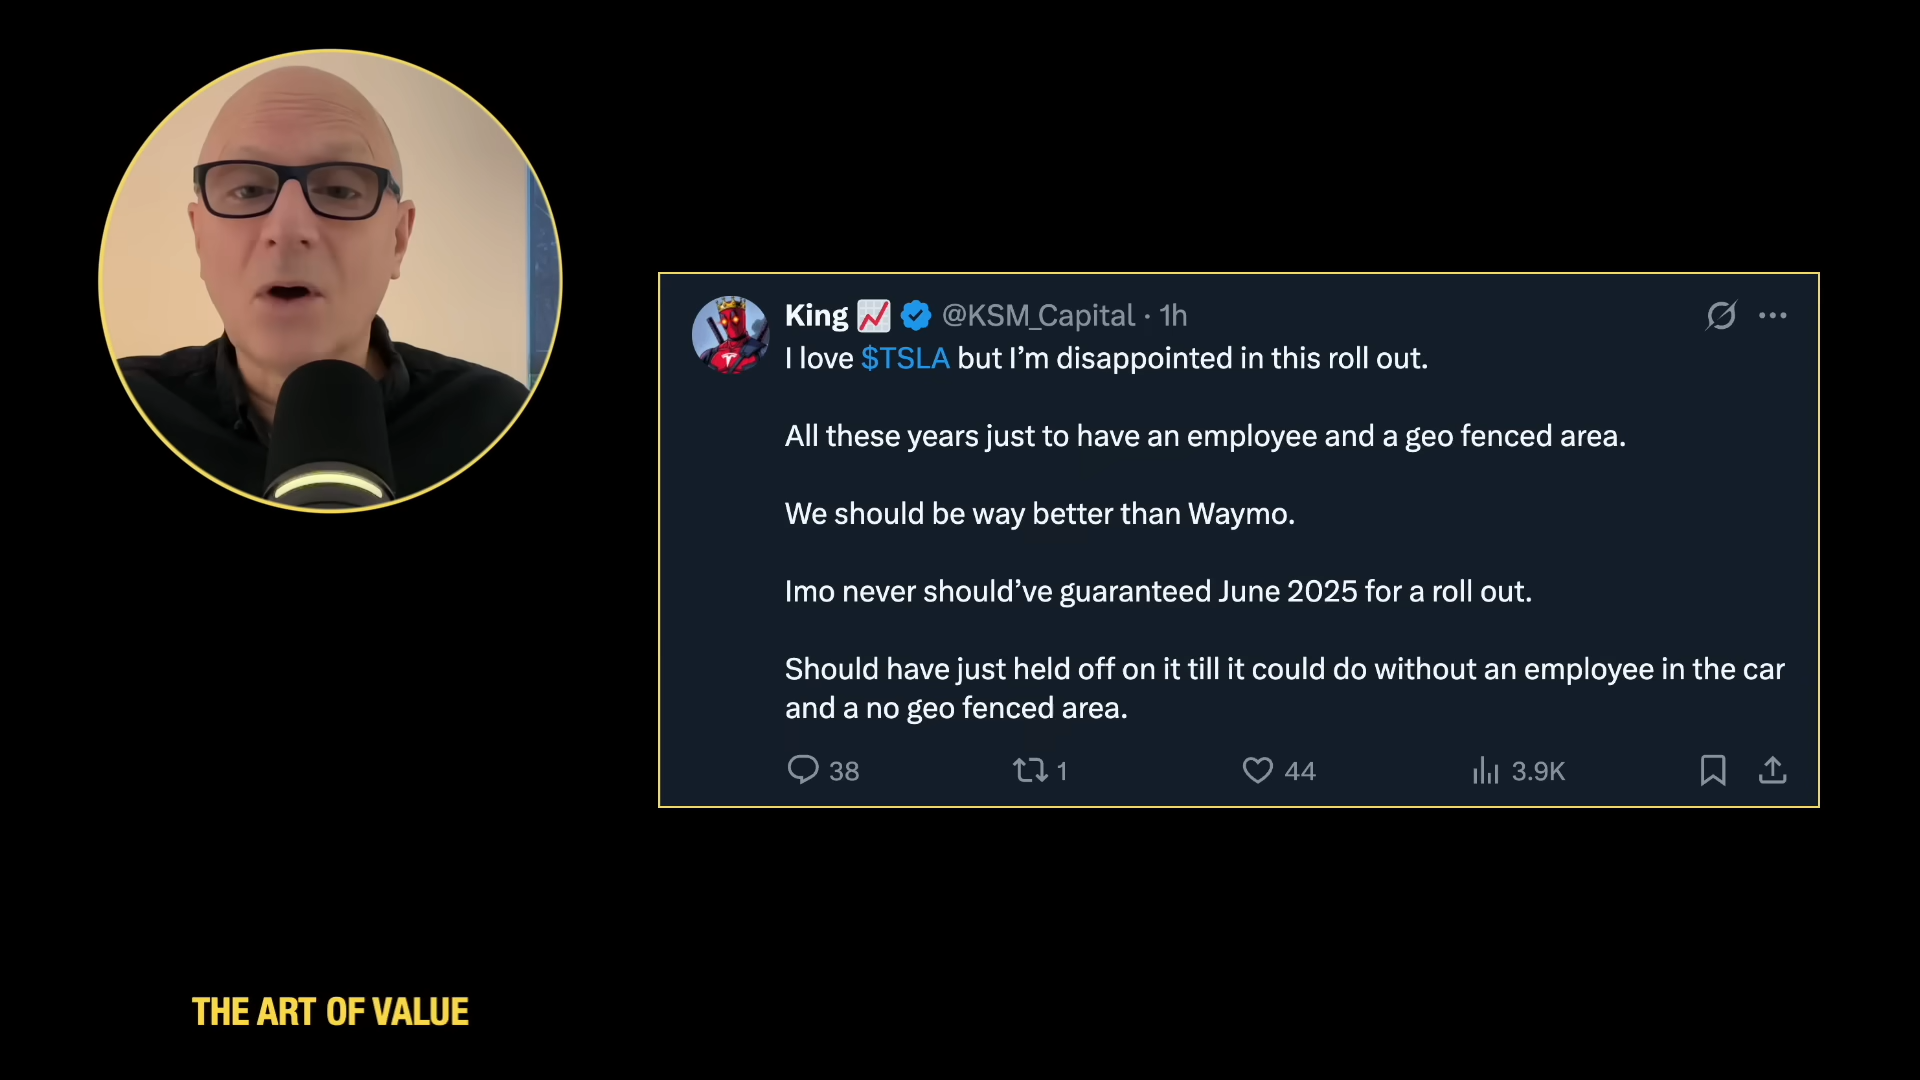 King 📈 @KSM_Capital · 1h
I love $TSLA but I’m disappointed in this roll out.
All these years just to have an employee and a geo fenced area.
We should be way better than Waymo.
Imo never should’ve guaranteed June 2025 for a roll out.
Should have just held off on it till it could do without an employee in the car
and a no geo fenced area.
38 1 44 3.9K
THE ART OF VALUE